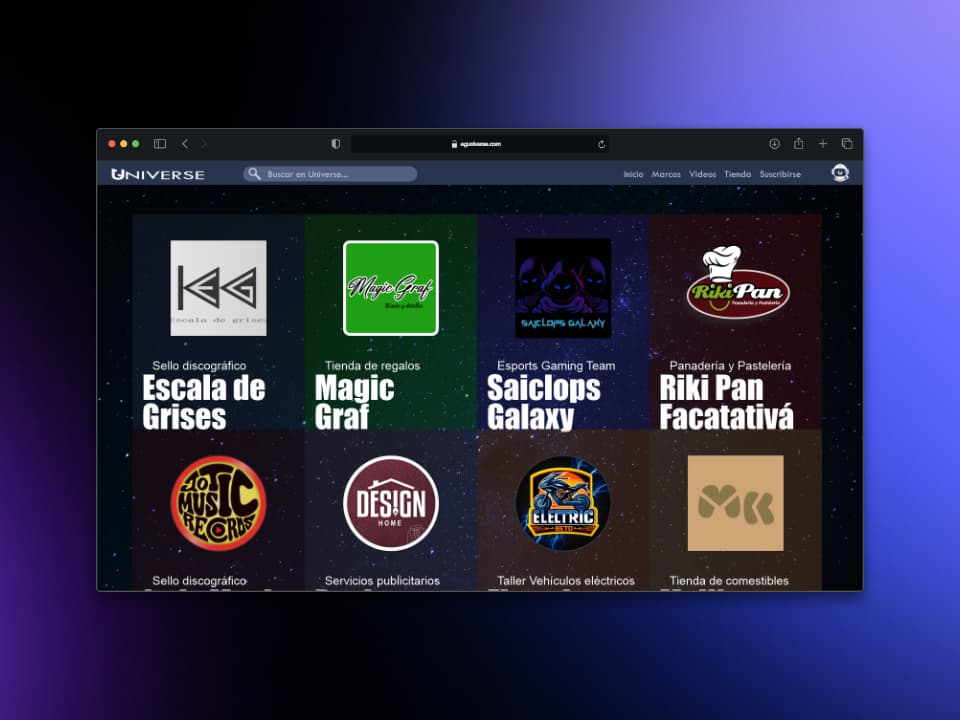 eguniverse.com
UNIVERSE
Buscar en Universe...
Inicio Marcas Videos Tienda Suscribirse
KEG
Escala de grises
Sello discográfico
Escala de
Grises
Magic Graf
Tienda de regalos
Magic
Graf
SAICLOPS GALAXY
Esports Gaming Team
Saiclops
Galaxy
Riki Pan
Panadería y Pastelería
Panadería y Pastelería
Riki Pan
Facatativá
MUSIC
RECORDS
Sello discográfico
DESIGN
HOME
Servicios publicitarios
ELECTRIC
BETO
Taller Vehículos eléctricos
Tienda de comestibles